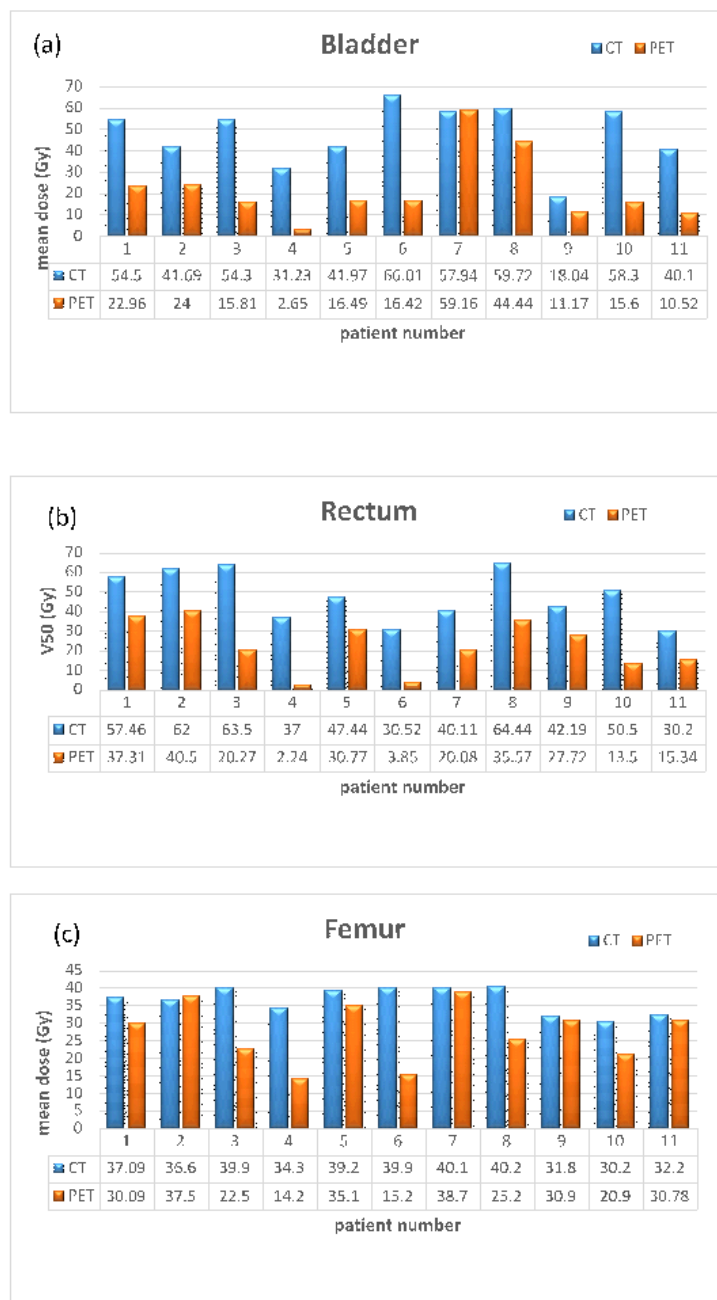 (a)
Bladder
CT PET
70
60
50
40
30
20
10
0
mean dose (Gy)
1 2 3 4 5 6 7 8 9 10 11
CT 54.5 41.69 54.3 31.23 41.97 66.01 57.94 59.72 18.04 58.3 40.1
PET 22.96 24 15.81 2.65 16.49 16.42 59.16 44.44 11.17 15.6 10.52
patient number
(b)
Rectum
CT PET
70
60
50
40
30
20
10
0
V50 (Gy)
1 2 3 4 5 6 7 8 9 10 11
CT 57.46 62 63.5 37 47.44 30.52 40.11 64.44 42.19 50.5 30.2
PET 37.31 40.5 20.27 2.24 30.77 3.85 20.08 35.57 27.72 13.5 15.34
patient number
(c)
Femur
CT PET
45
40
35
30
25
20
15
10
5
0
mean dose (Gy)
1 2 3 4 5 6 7 8 9 10 11
CT 37.09 36.6 39.9 34.3 39.2 39.9 40.1 40.2 31.8 30.2 32.2
PET 30.09 37.5 22.5 14.2 35.1 15.2 38.7 25.2 30.9 20.9 30.78
patient number